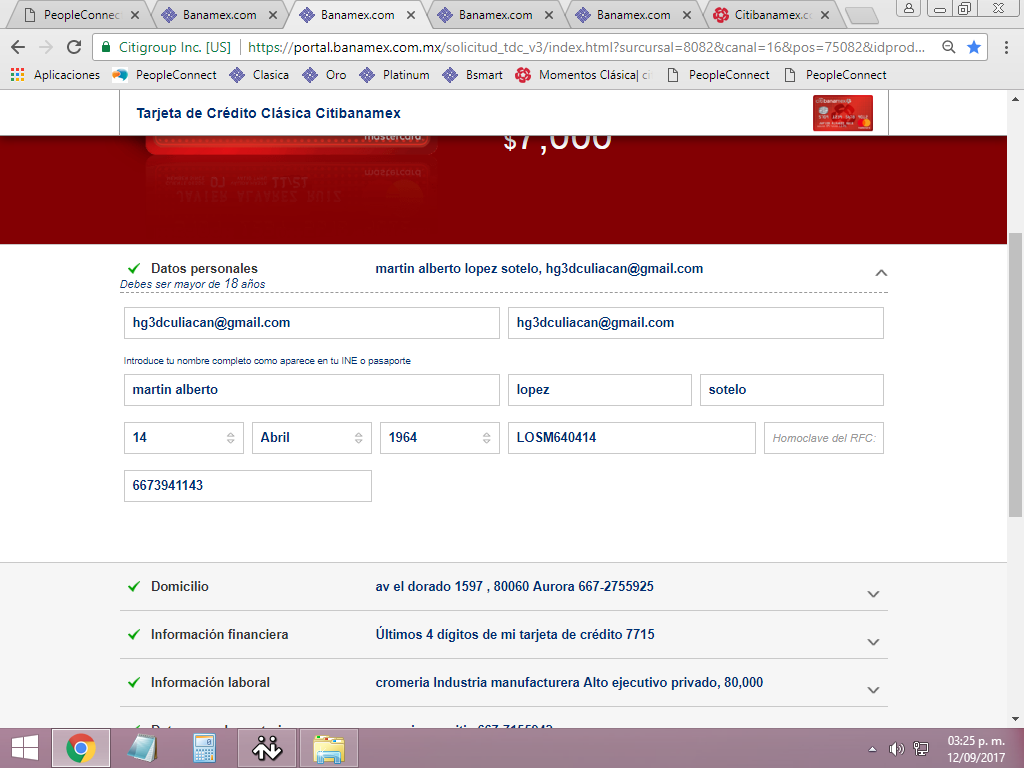 PeopleConnec
Banamex.com
Banamex.com
Banamex.com
Banamex.com
Citibanamex.c
Citigroup Inc. [US]
https://portal.banamex.com.mx/solicitud_tdc_v3/index.html?sursursal=8082&canal=16&pos=75082&idprod...
Aplicaciones
PeopleConnect
Clasica
Oro
Platinum
Bsmart
Momentos Clásica| ci
PeopleConnect
PeopleConnect
Tarjeta de Crédito Clásica Citibanamex
$7,000
Datos personales
martin alberto lopez sotelo, hg3dculiacan@gmail.com
Debes ser mayor de 18 años
hg3dculiacan@gmail.com
hg3dculiacan@gmail.com
Introduce tu nombre completo como aparece en tu INE o pasaporte
martin alberto
lopez
sotelo
14
Abril
1964
LOSM640414
Homoclave del RFC:
6673941143
Domicilio
av el dorado 1597 , 80060 Aurora 667-2755925
Información financiera
Últimos 4 dígitos de mi tarjeta de crédito 7715
Información laboral
cromeria Industria manufacturera Alto ejecutivo privado, 80,000
03:25 p. m.
12/09/2017